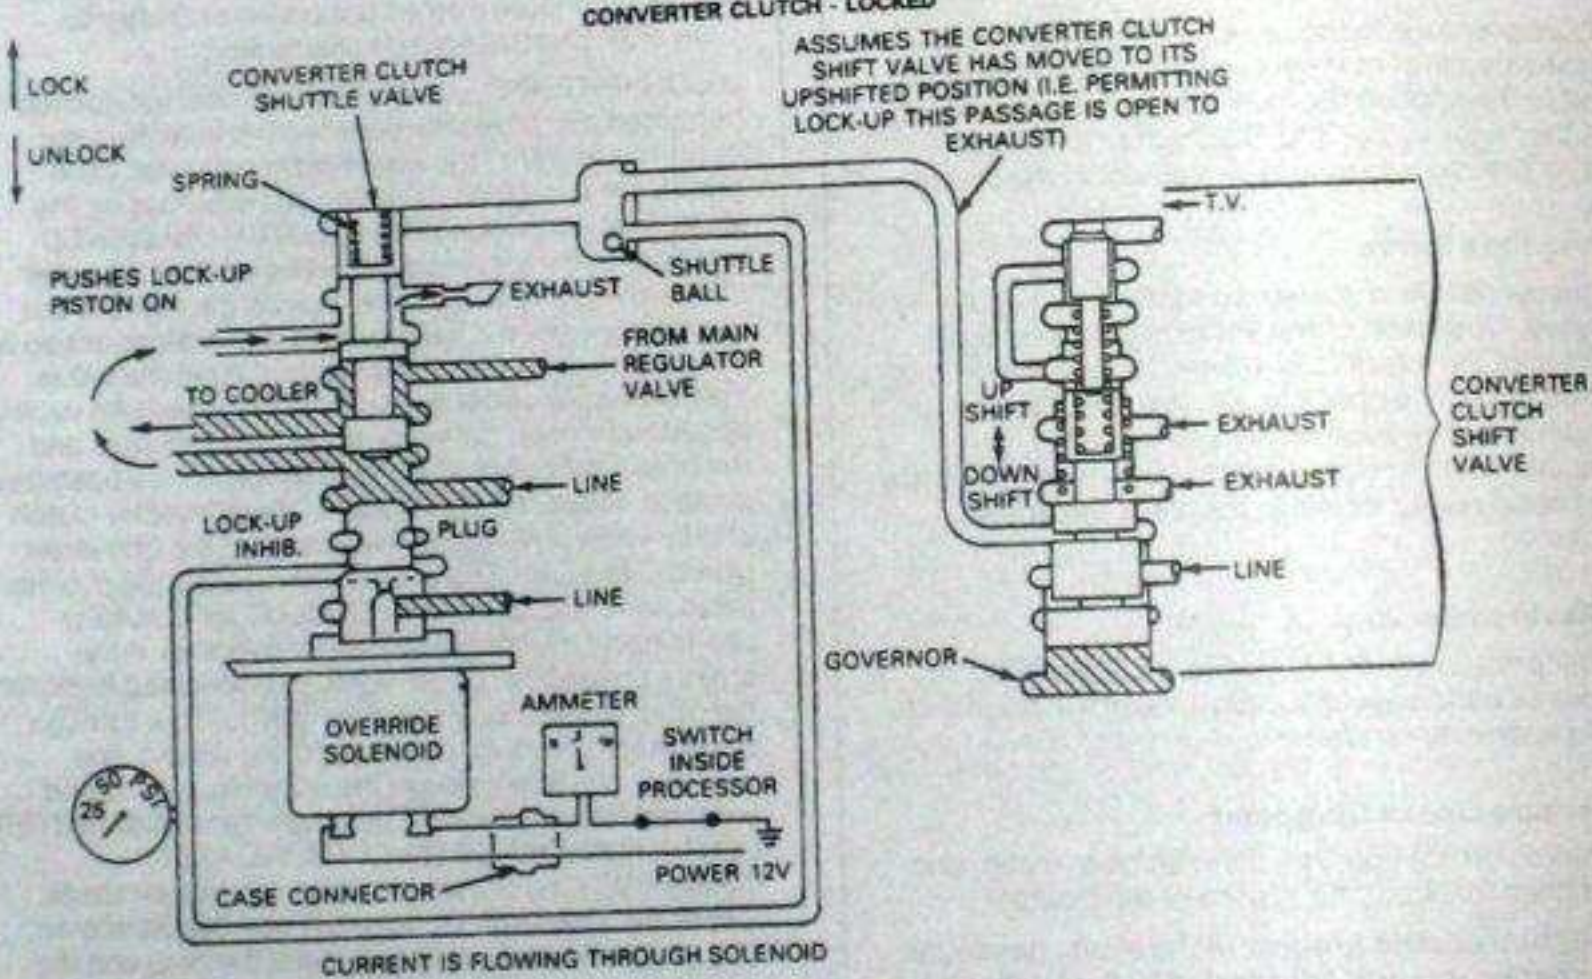 CONVERTER CLUTCH - LOCKED
LOCK
UNLOCK
CONVERTER CLUTCH
SHUTTLE VALVE
ASSUMES THE CONVERTER CLUTCH
SHIFT VALVE HAS MOVED TO ITS
UPSHIFTED POSITION (I.E. PERMITTING
LOCK-UP THIS PASSAGE IS OPEN TO
EXHAUST)
SPRING
T.V.
PUSHES LOCK-UP
PISTON ON
EXHAUST
SHUTTLE
BALL
FROM MAIN
REGULATOR
VALVE
TO COOLER
UP
SHIFT
DOWN
SHIFT
EXHAUST
EXHAUST
CONVERTER
CLUTCH
SHIFT
VALVE
LINE
LOCK-UP
INHIB.
PLUG
LINE
LINE
GOVERNOR
OVERRIDE
SOLENOID
AMMETER
SWITCH
INSIDE
PROCESSOR
25 50 PSI
POWER 12V
CASE CONNECTOR
CURRENT IS FLOWING THROUGH SOLENOID